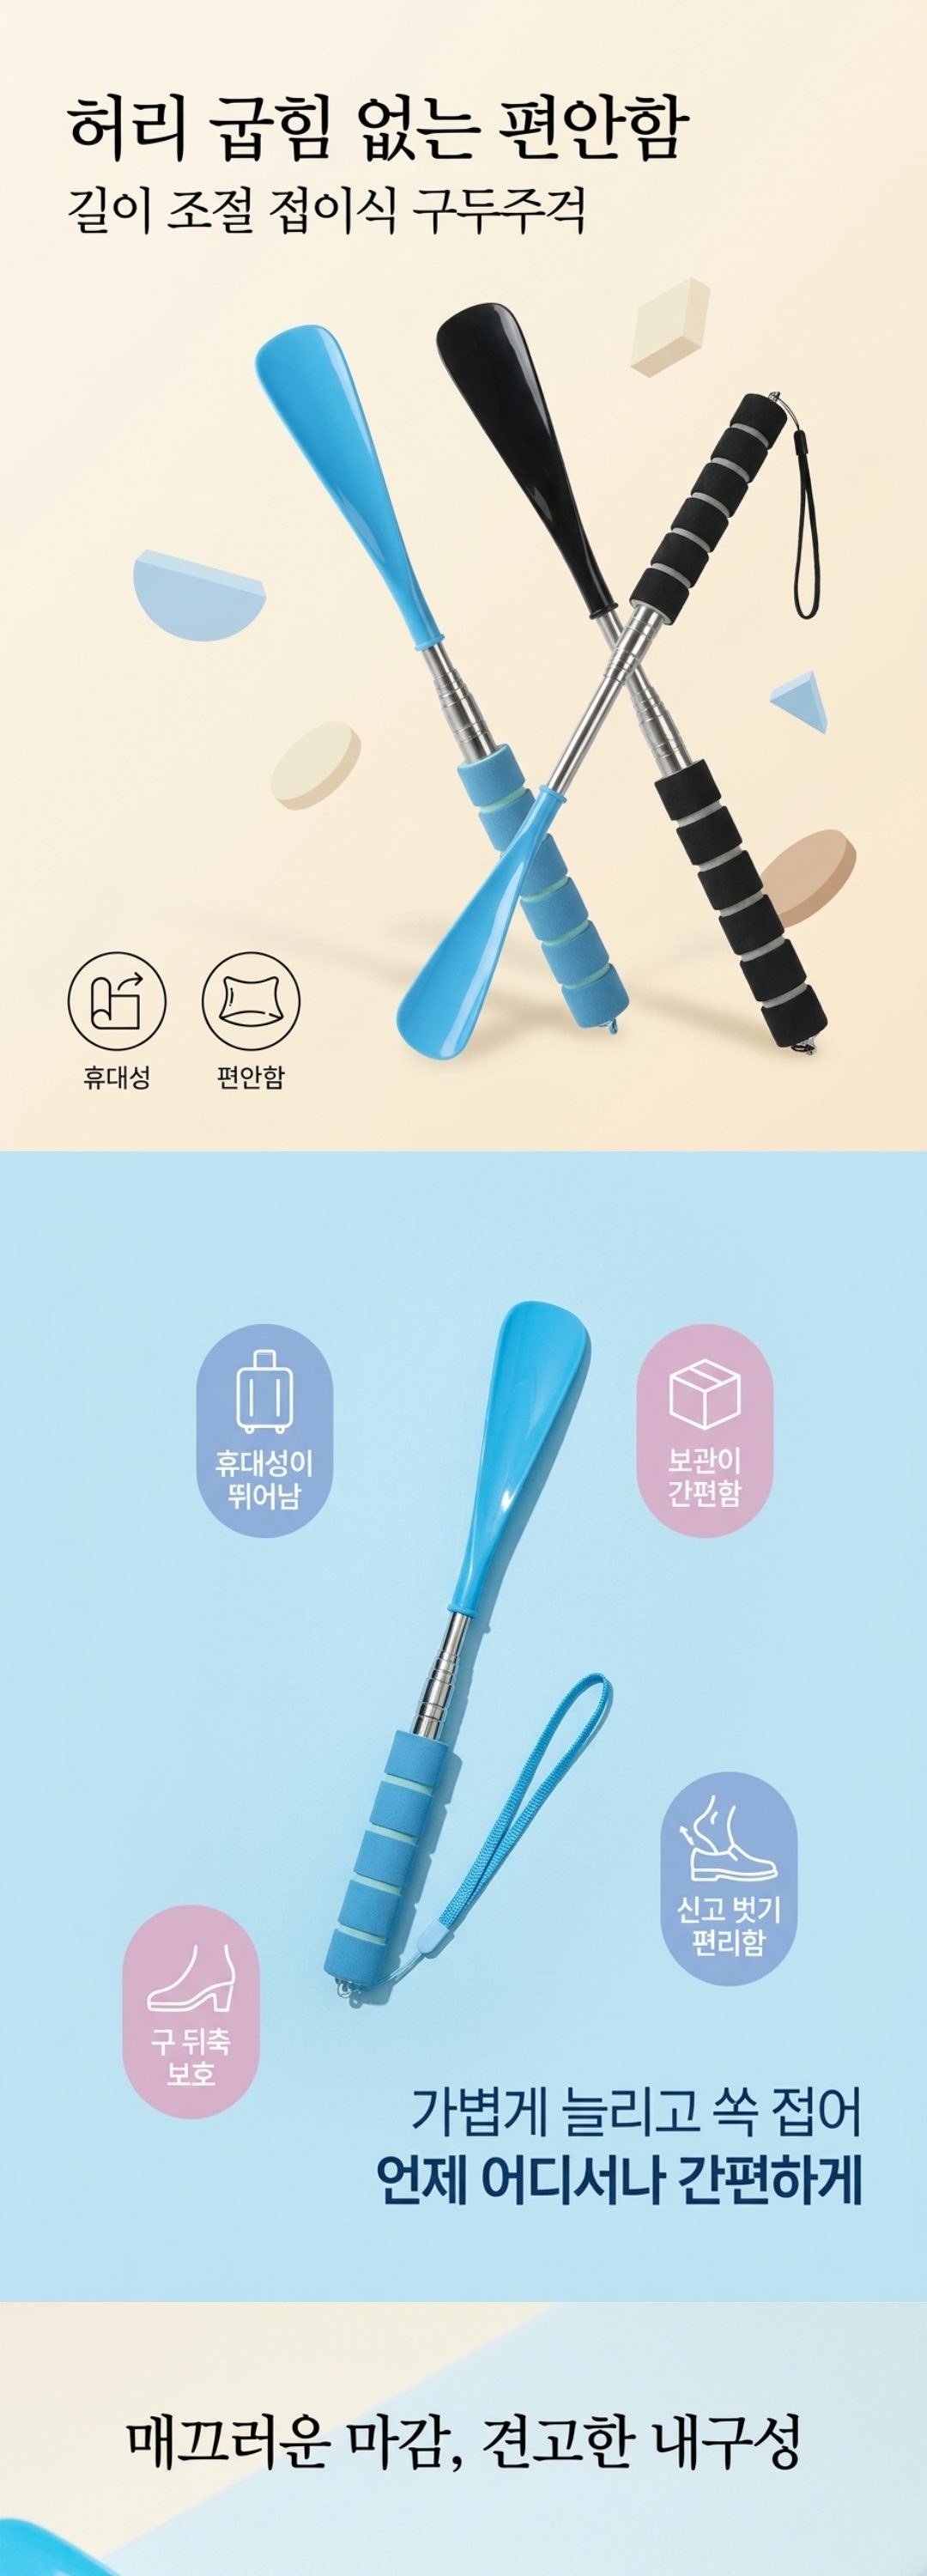 허리 굽힘 없는 편안함
길이 조절 접이식 구두주걱
휴대성
편안함
휴대성이
뛰어남
보관이
간편함
신고 벗기
편리함
구 뒤축
보호
가볍게 늘리고 쏙 접어
언제 어디서나 간편하게
매끄러운 마감, 견고한 내구성